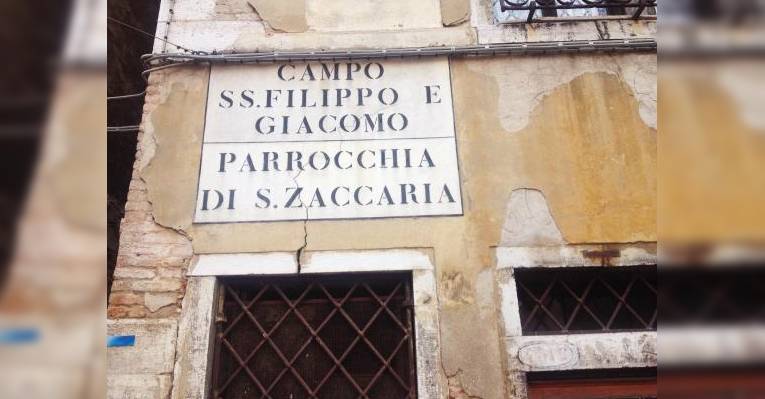 CAMPO
SS.FILIPPO E
GIACOMO
PARROCCHIA
DI S.ZACCARIA